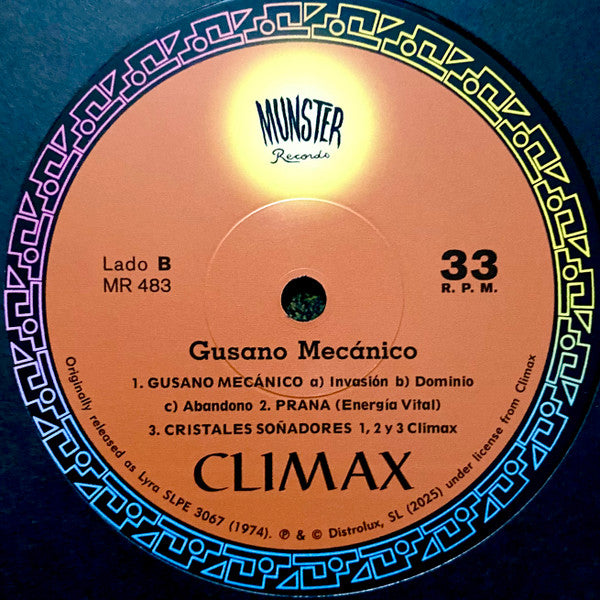 MUNSTER
Records
Lado B
MR 483
33
R. P. M.
Gusano Mecánico
1. GUSANO MECÁNICO a) Invasión b) Dominio
c) Abandono 2. PRANA (Energía Vital)
3. CRISTALES SOÑADORES 1, 2 y 3 Climax
CLIMAX
Originally released as Lyra SLPE 3067 (1974). ℗ & © Distrolux, SL (2025) under license from Climax